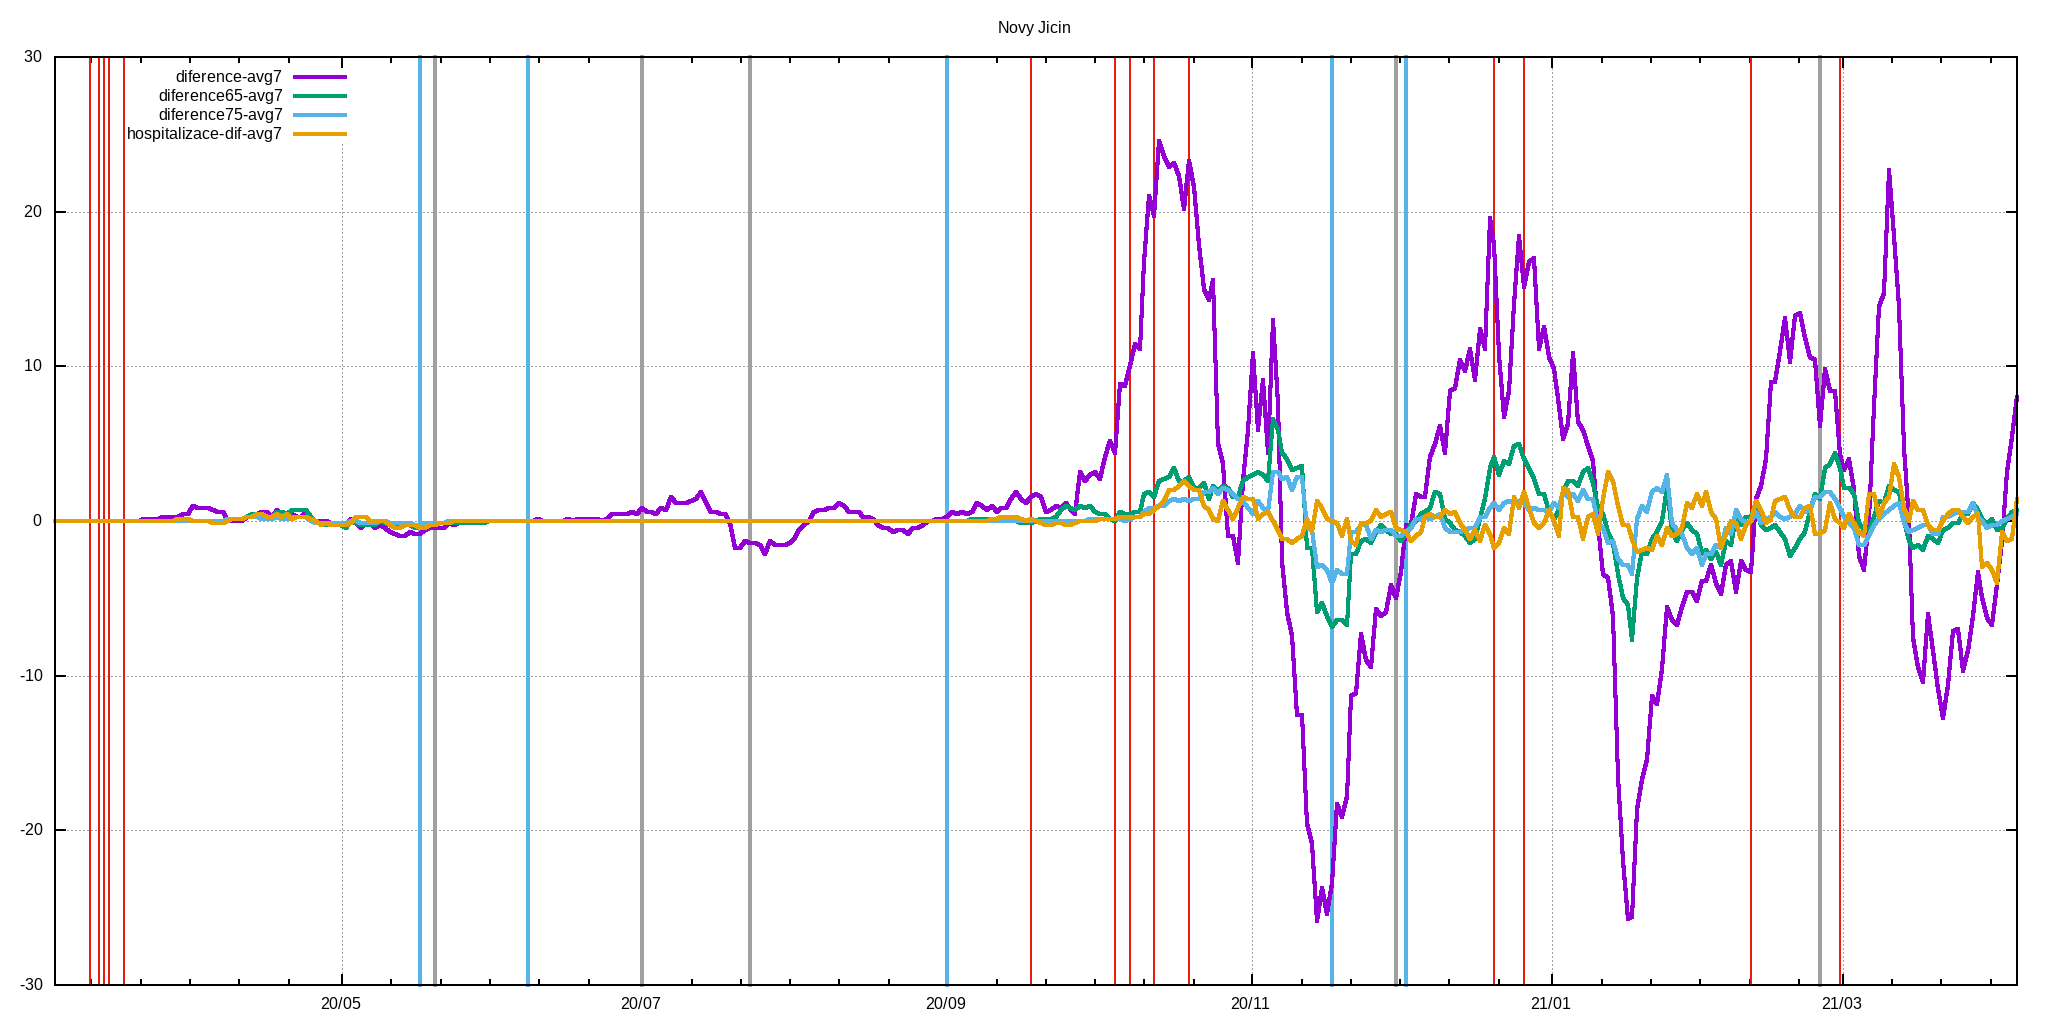 Novy Jicin
30
diference-avg7
diference65-avg7
diference75-avg7
hospitalizace-dif-avg7
20
10
0
-10
-20
-30
20/05 20/07 20/09 20/11 21/01 21/03